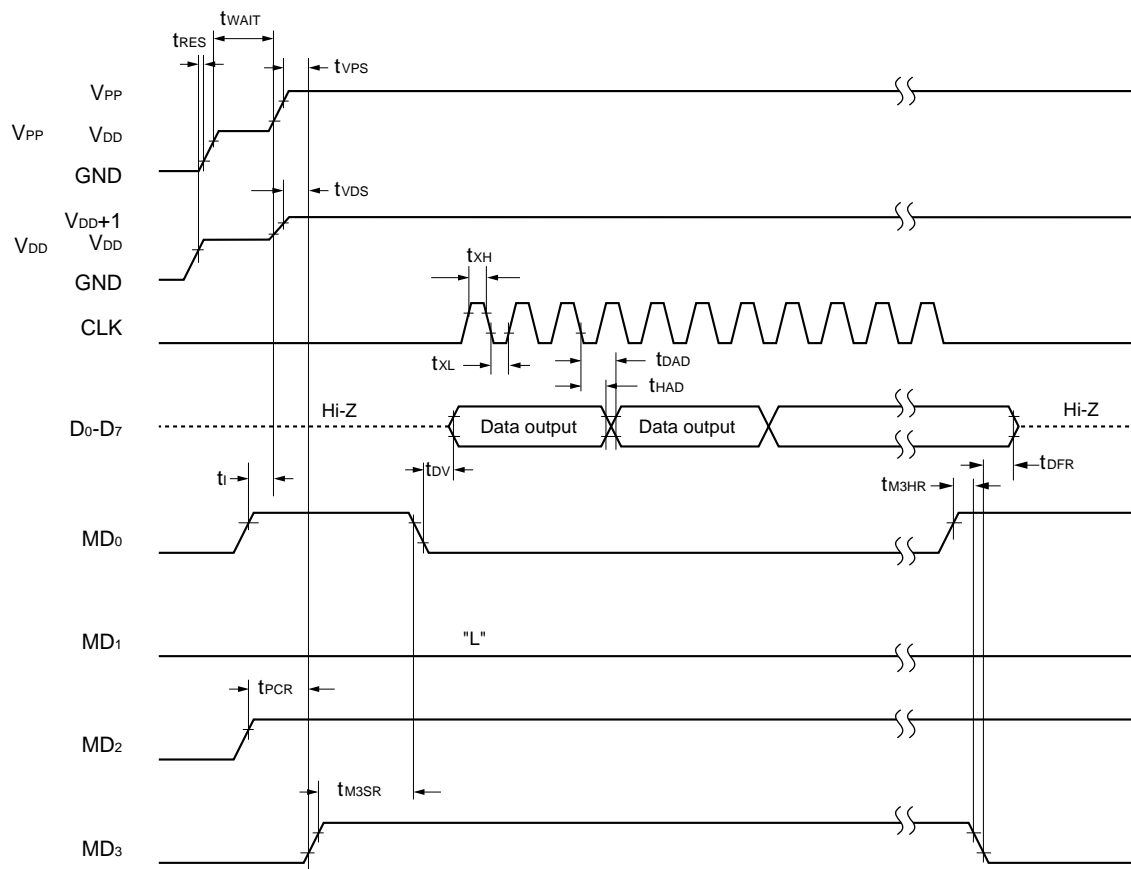 tWAIT
tRES
tVPS
VPP
VPP VDD
GND
tVDS
VDD+1
VDD VDD
GND
tXH
CLK
tXL
tDAD
tHAD
Hi-Z
Hi-Z
D0-D7
Data output
Data output
tI
tDV
tDFR
tM3HR
MD0
"L"
MD1
tPCR
MD2
tM3SR
MD3